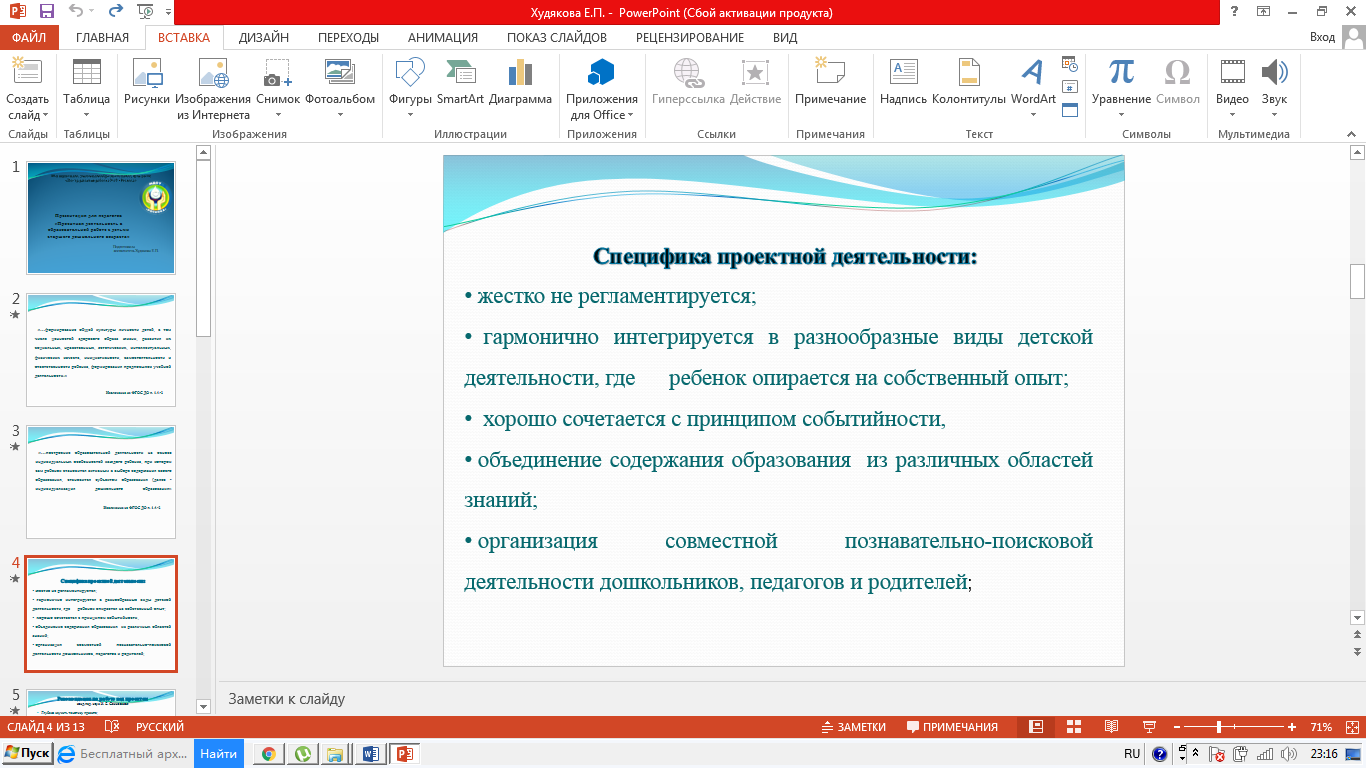 Худякова Е.П. - PowerPoint (Сбой активации продукта)
ФАЙЛ ГЛАВНАЯ ВСТАВКА ДИЗАЙН ПЕРЕХОДЫ АНИМАЦИЯ ПОКАЗ СЛАЙДОВ РЕЦЕНЗИРОВАНИЕ ВИД Вход
Создать слайд
Таблица
Рисунки
Изображения из Интернета
Снимок
Фотоальбом
Фигуры
SmartArt
Диаграмма
Приложения для Office
Гиперссылка
Действие
Примечание
Надпись
Колонтитулы
WordArt
Уравнение
Символ
Видео
Звук
Слайды Таблицы Изображения Иллюстрации Приложения Ссылки Примечания Текст Символы Мультимедиа
1
2
3
4
5
Специфика проектной деятельности:
• жестко не регламентируется;
• гармонично интегрируется в разнообразные виды детской
деятельности, где ребенок опирается на собственный опыт;
• хорошо сочетается с принципом событийности,
• объединение содержания образования из различных областей
знаний;
• организация совместной познавательно-поисковой
деятельности дошкольников, педагогов и родителей;
Заметки к слайду
СЛАЙД 4 ИЗ 13 РУССКИЙ ЗАМЕТКИ ПРИМЕЧАНИЯ 71%
Пуск Бесплатный арх... Найти RU 23:16